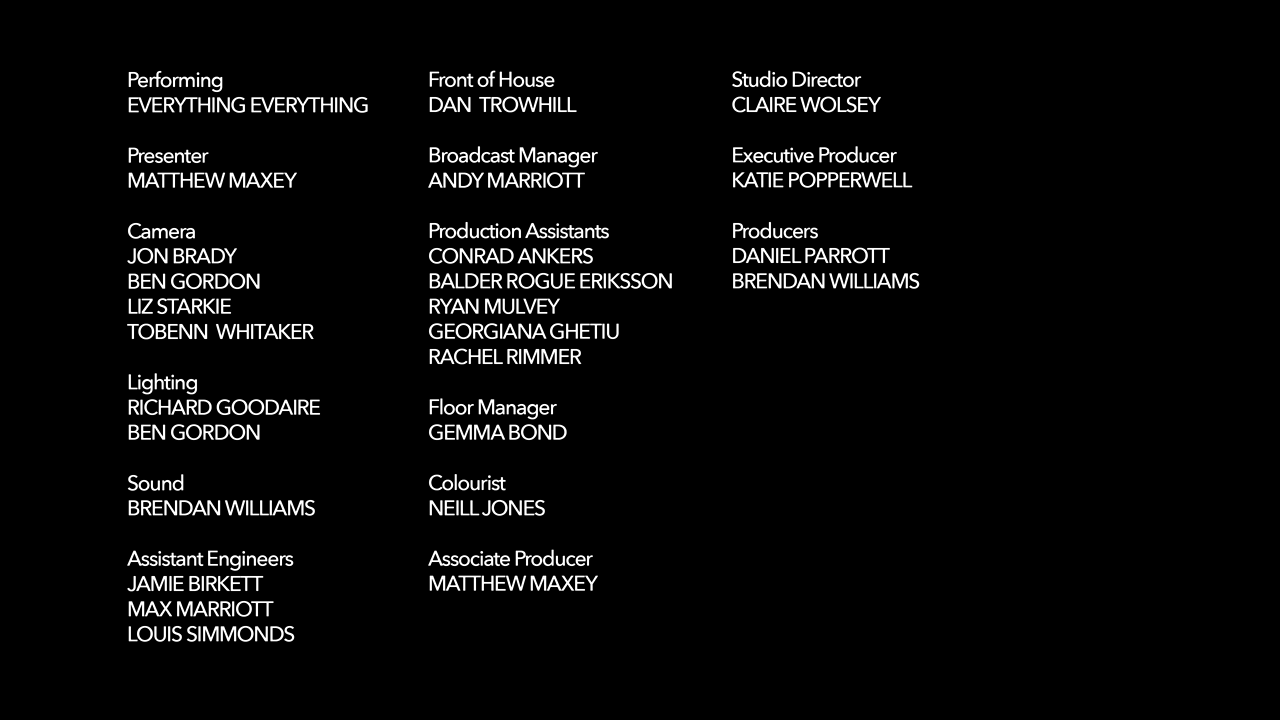 Performing
EVERYTHING EVERYTHING
Presenter
MATTHEW MAXEY
Camera
JON BRADY
BEN GORDON
LIZ STARKIE
TOBENN WHITAKER
Lighting
RICHARD GOODAIRE
BEN GORDON
Sound
BRENDAN WILLIAMS
Assistant Engineers
JAMIE BIRKETT
MAX MARRIOTT
LOUIS SIMMONDS
Front of House
DAN TROWHILL
Broadcast Manager
ANDY MARRIOTT
Production Assistants
CONRAD ANKERS
BALDER ROGUE ERIKSSON
RYAN MULVEY
GEORGIANA GHETIU
RACHEL RIMMER
Floor Manager
GEMMA BOND
Colourist
NEILL JONES
Associate Producer
MATTHEW MAXEY
Studio Director
CLAIRE WOLSEY
Executive Producer
KATIE POPPERWELL
Producers
DANIEL PARROTT
BRENDAN WILLIAMS